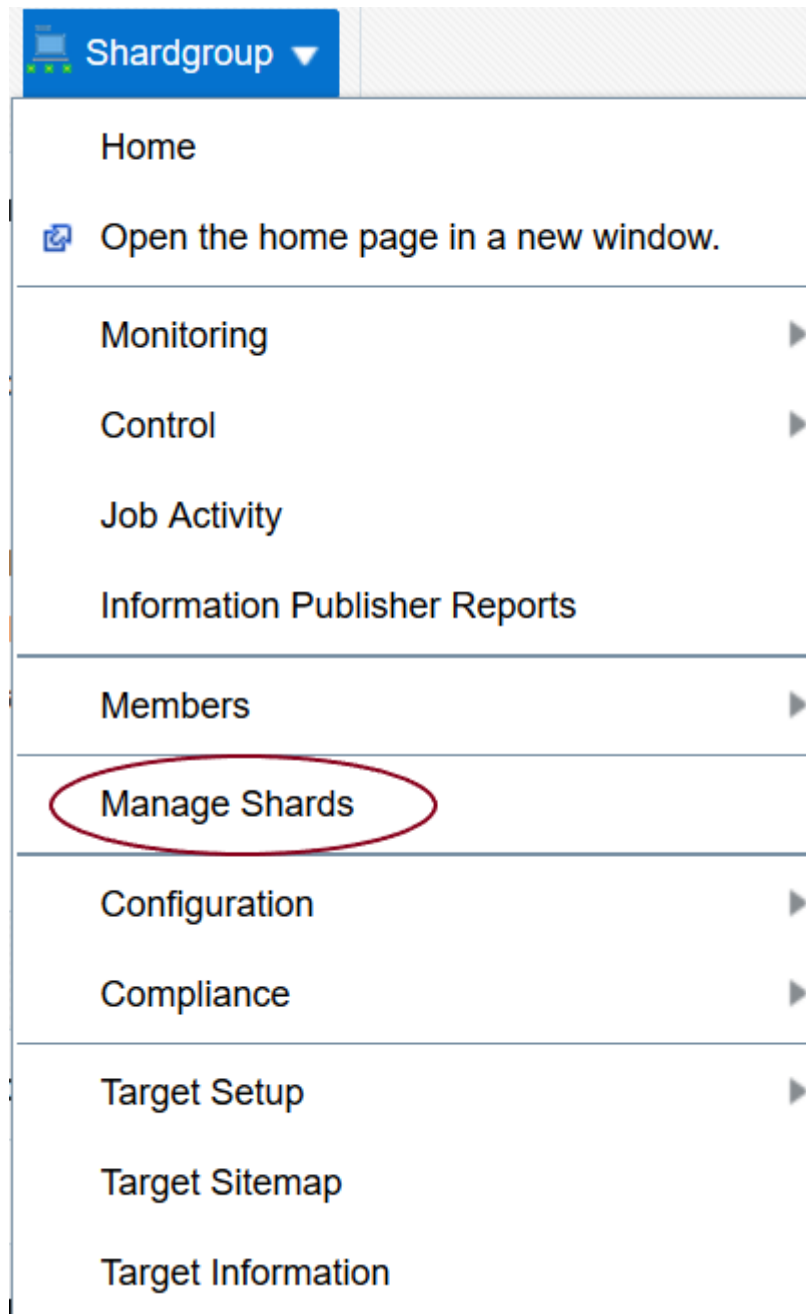 Shardgroup
Home
Open the home page in a new window.
Monitoring
Control
Job Activity
Information Publisher Reports
Members
Manage Shards
Configuration
Compliance
Target Setup
Target Sitemap
Target Information